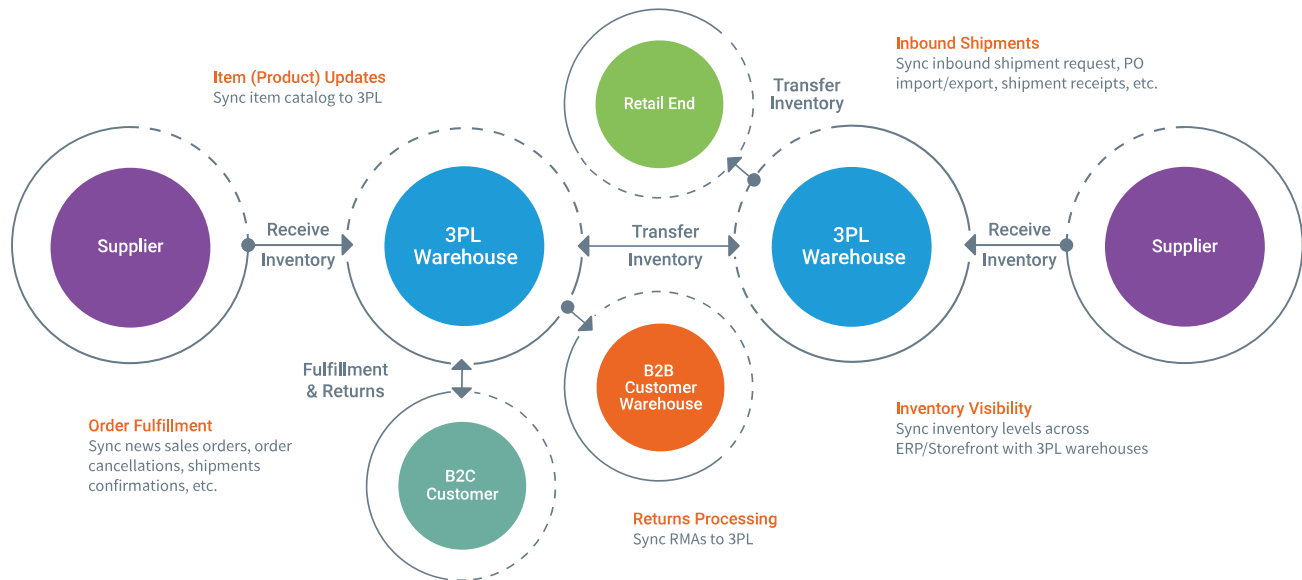 Item (Product) Updates
Sync item catalog to 3PL
Inbound Shipments
Sync inbound shipment request, PO
import/export, shipment receipts, etc.
Retail End
Transfer
Inventory
Supplier
Receive
Inventory
3PL
Warehouse
Transfer
Inventory
3PL
Warehouse
Receive
Inventory
Supplier
Fulfillment
& Returns
B2B
Customer
Warehouse
Order Fulfillment
Sync news sales orders, order
cancellations, shipments
confirmations, etc.
Inventory Visibility
Sync inventory levels across
ERP/Storefront with 3PL warehouses
B2C
Customer
Returns Processing
Sync RMAs to 3PL